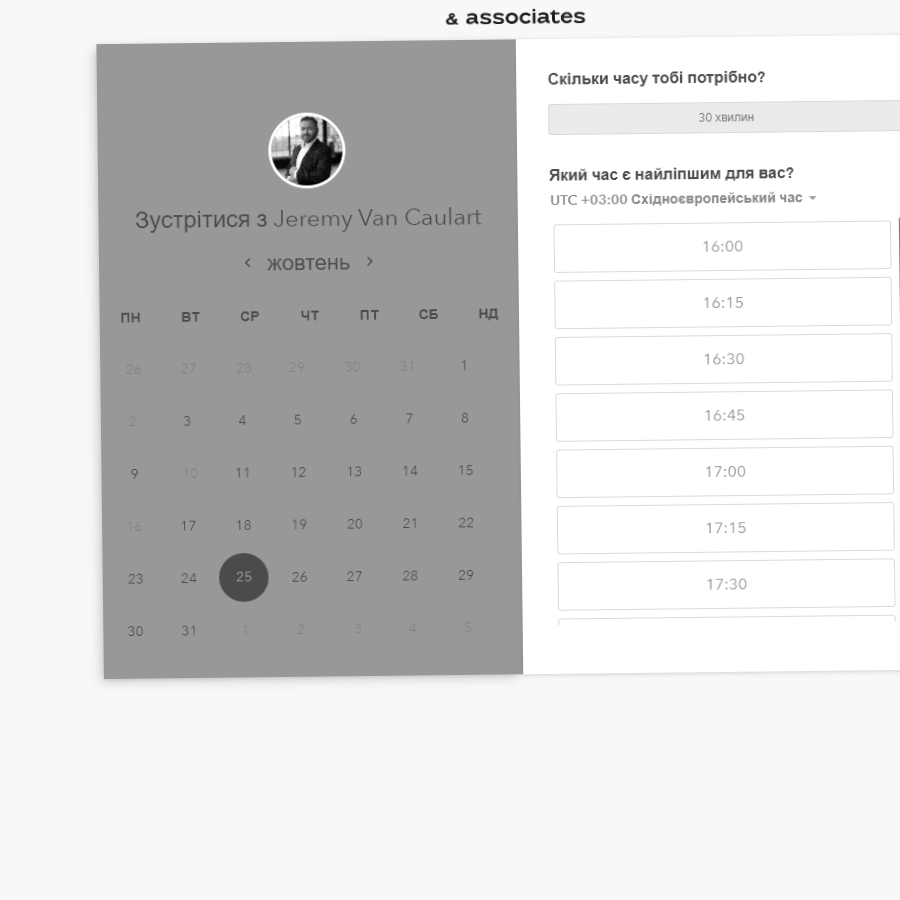 & associates
Зустрітися з Jeremy Van Caulart
жовтень
ПН ВТ СР ЧТ ПТ СБ НД
26 27 28 29 30 31 1
2 3 4 5 6 7 8
9 10 11 12 13 14 15
16 17 18 19 20 21 22
23 24 25 26 27 28 29
30 31 1 2 3 4 5
Скільки часу тобі потрібно?
30 хвилин
Який час є найліпшим для вас?
UTC +03:00 Східноєвропейський час
16:00
16:15
16:30
16:45
17:00
17:15
17:30